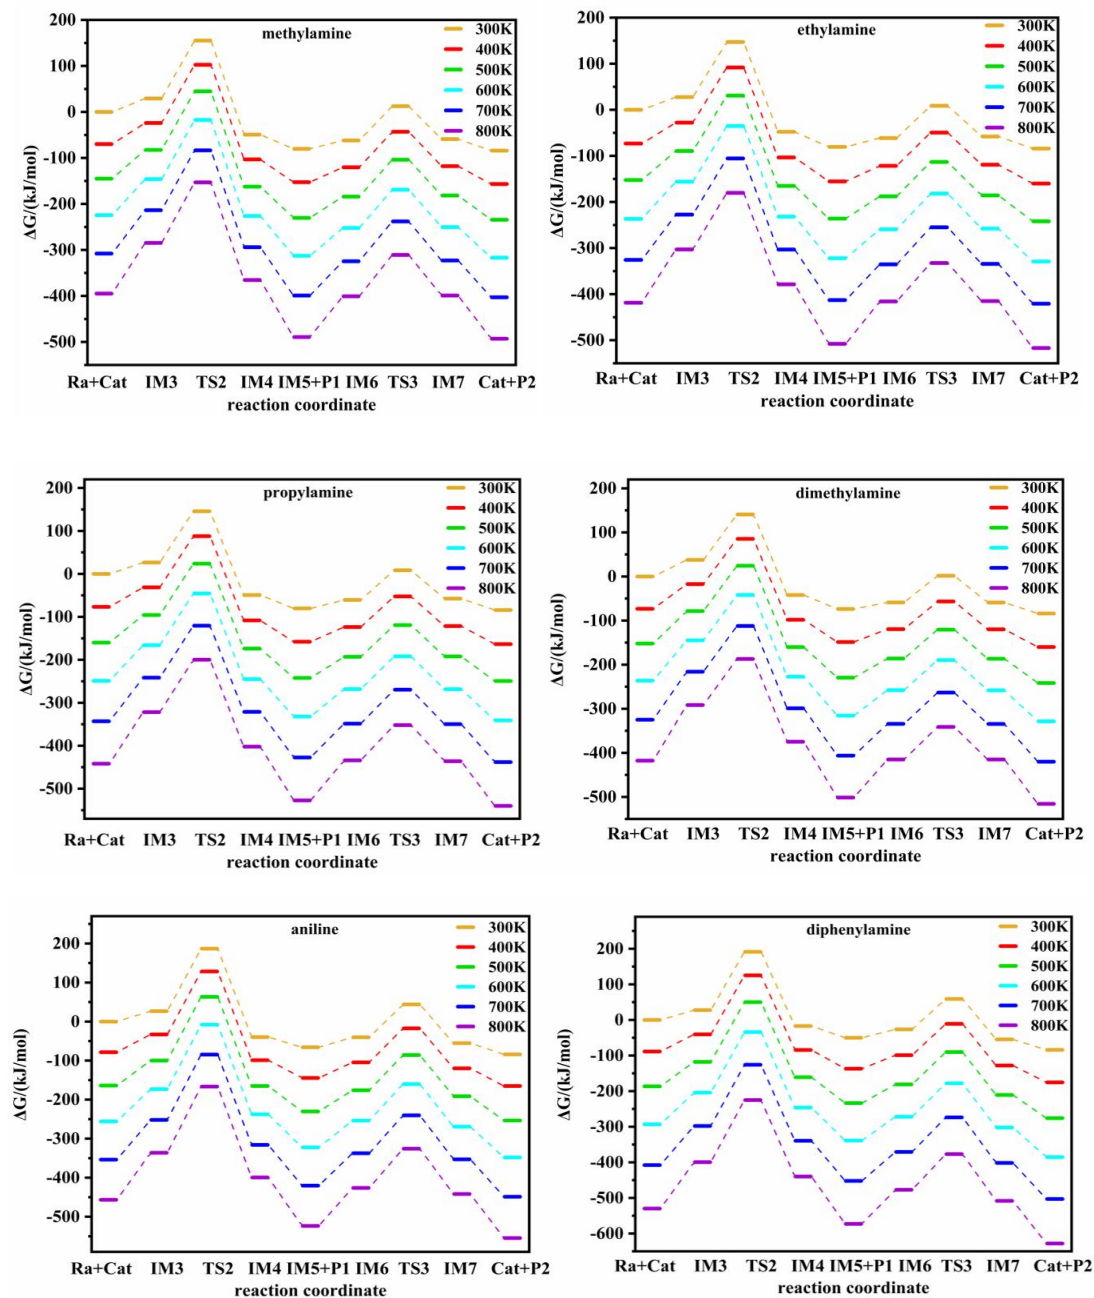 methylamine
300K
400K
500K
600K
700K
800K
200
100
0
-100
-200
-300
-400
-500
ΔG/(kJ/mol)
Ra+Cat IM3 TS2 IM4 IM5+P1 IM6 TS3 IM7 Cat+P2
reaction coordinate
ethylamine
300K
400K
500K
600K
700K
800K
200
100
0
-100
-200
-300
-400
-500
ΔG/(kJ/mol)
Ra+Cat IM3 TS2 IM4 IM5+P1 IM6 TS3 IM7 Cat+P2
reaction coordinate
propylamine
300K
400K
500K
600K
700K
800K
200
100
0
-100
-200
-300
-400
-500
ΔG/(kJ/mol)
Ra+Cat IM3 TS2 IM4 IM5+P1 IM6 TS3 IM7 Cat+P2
reaction coordinate
dimethylamine
300K
400K
500K
600K
700K
800K
200
100
0
-100
-200
-300
-400
-500
ΔG/(kJ/mol)
Ra+Cat IM3 TS2 IM4 IM5+P1 IM6 TS3 IM7 Cat+P2
reaction coordinate
aniline
300K
400K
500K
600K
700K
800K
200
100
0
-100
-200
-300
-400
-500
ΔG/(kJ/mol)
Ra+Cat IM3 TS2 IM4 IM5+P1 IM6 TS3 IM7 Cat+P2
reaction coordinate
diphenylamine
300K
400K
500K
600K
700K
800K
200
100
0
-100
-200
-300
-400
-500
-600
ΔG/(kJ/mol)
Ra+Cat IM3 TS2 IM4 IM5+P1 IM6 TS3 IM7 Cat+P2
reaction coordinate